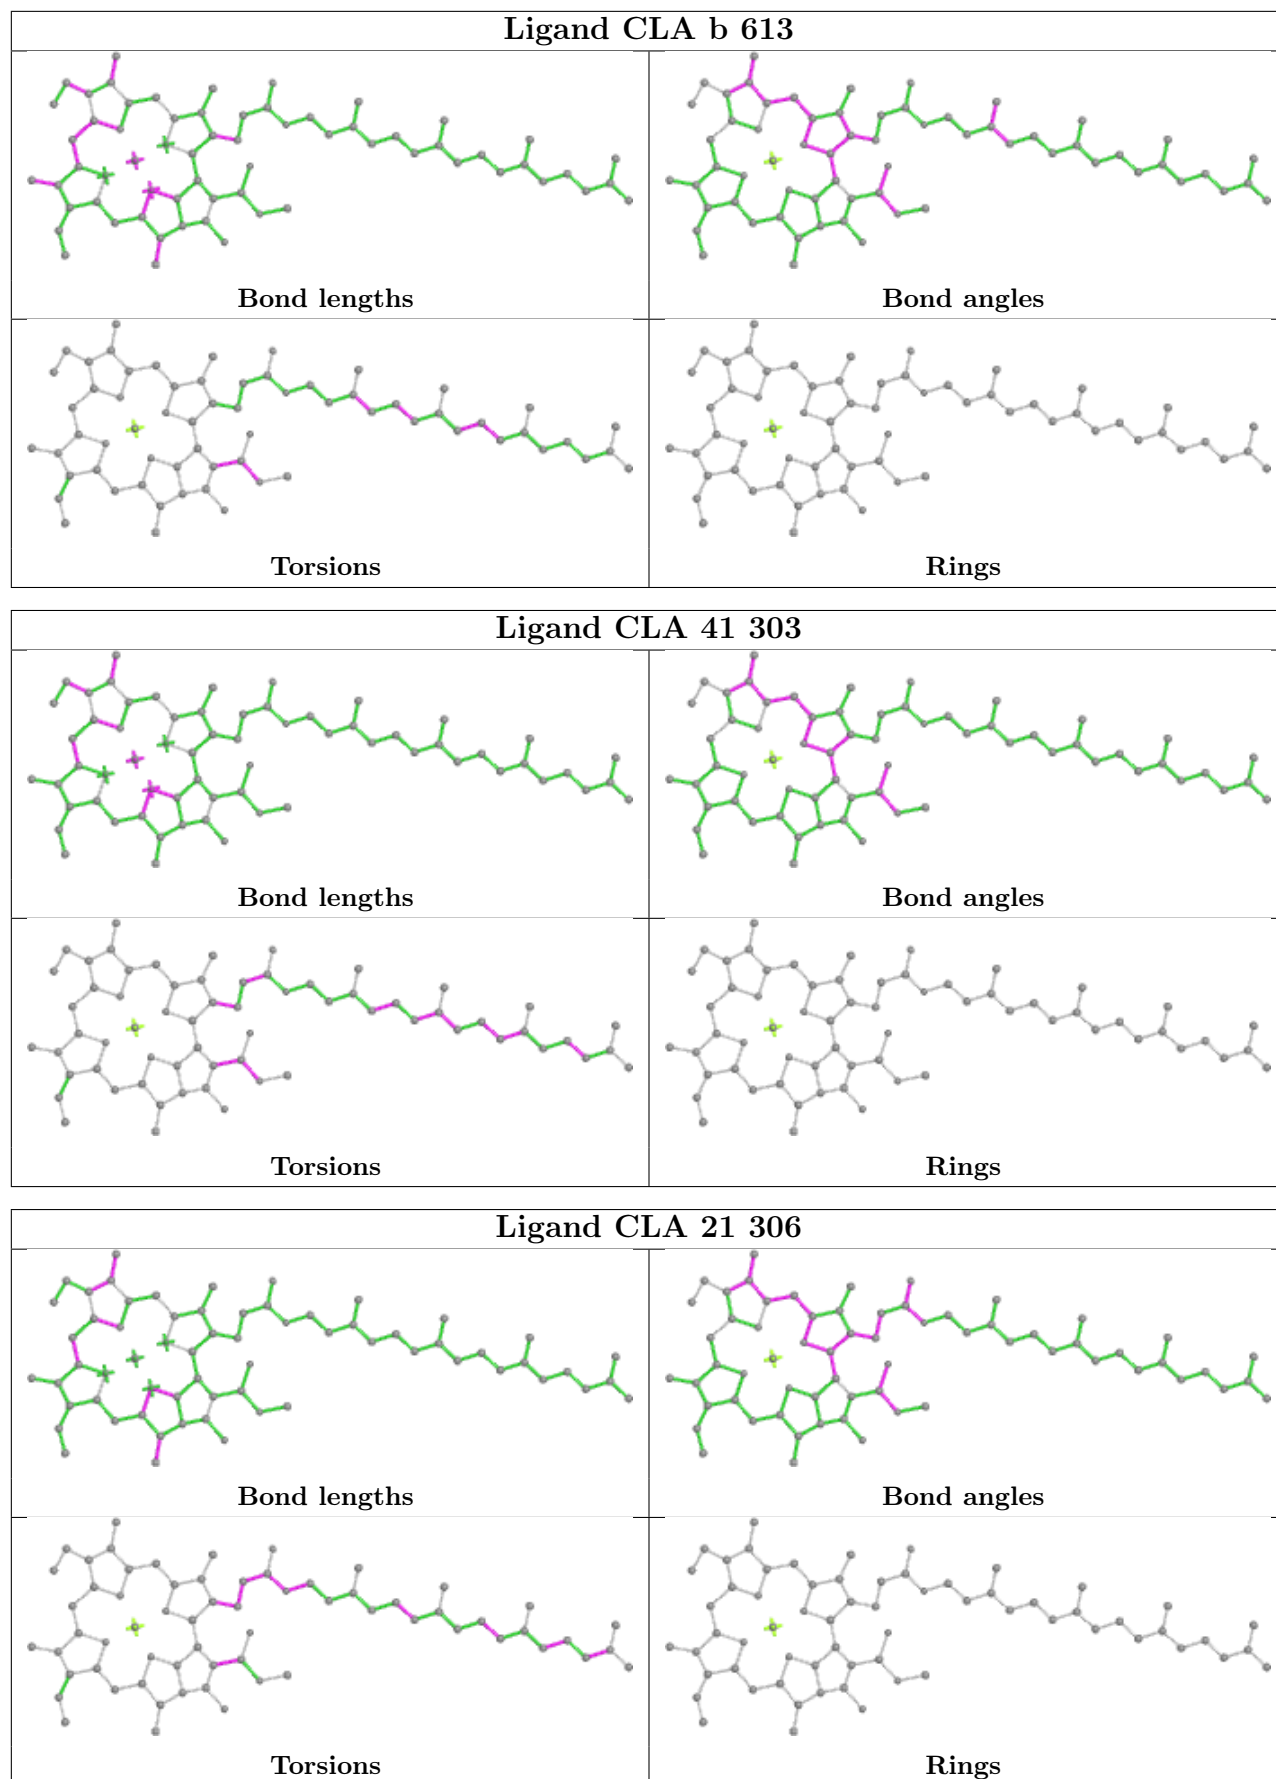 Ligand CLA b 613
Bond lengths
Bond angles
Torsions
Rings
Ligand CLA 41 303
Bond lengths
Bond angles
Torsions
Rings
Ligand CLA 21 306
Bond lengths
Bond angles
Torsions
Rings